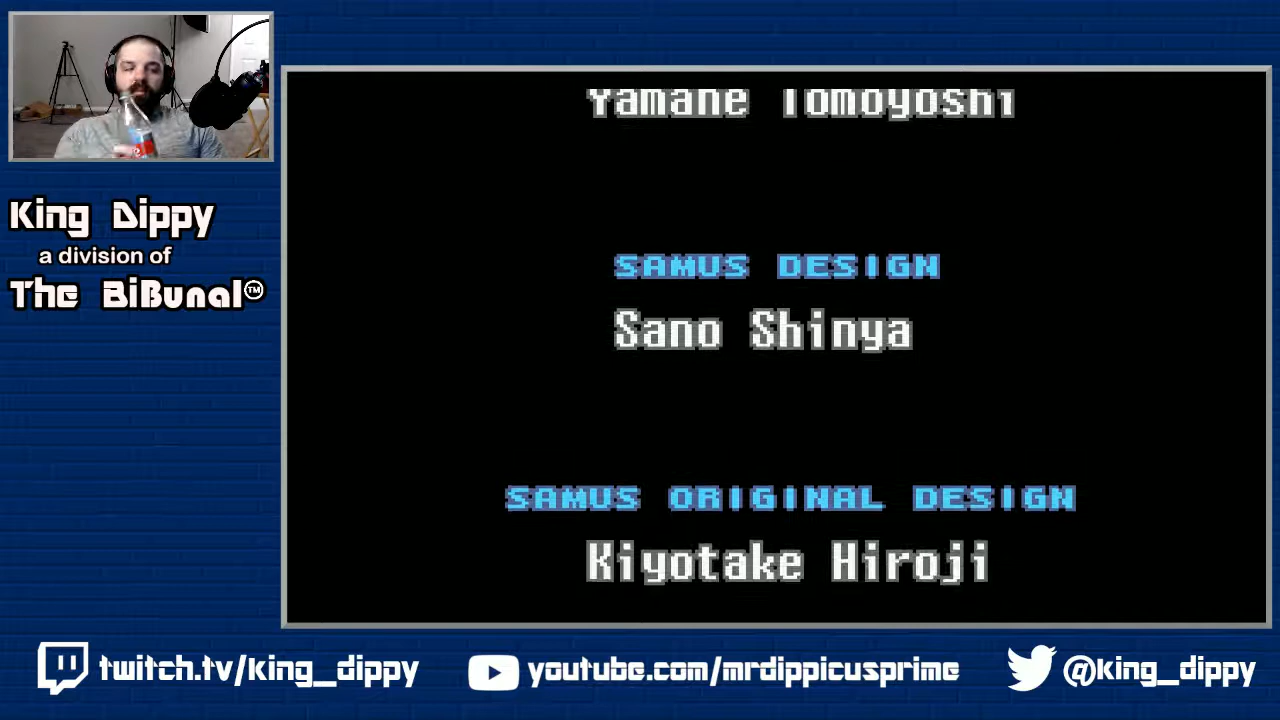 Yamane Tomoyoshi
SAMUS DESIGN
Sano Shinya
SAMUS ORIGINAL DESIGN
Kiyotake Hiroji
King Dippy
a division of
The BiBunal™
twitch.tv/king_dippy
youtube.com/mrdippicusprime
@king_dippy